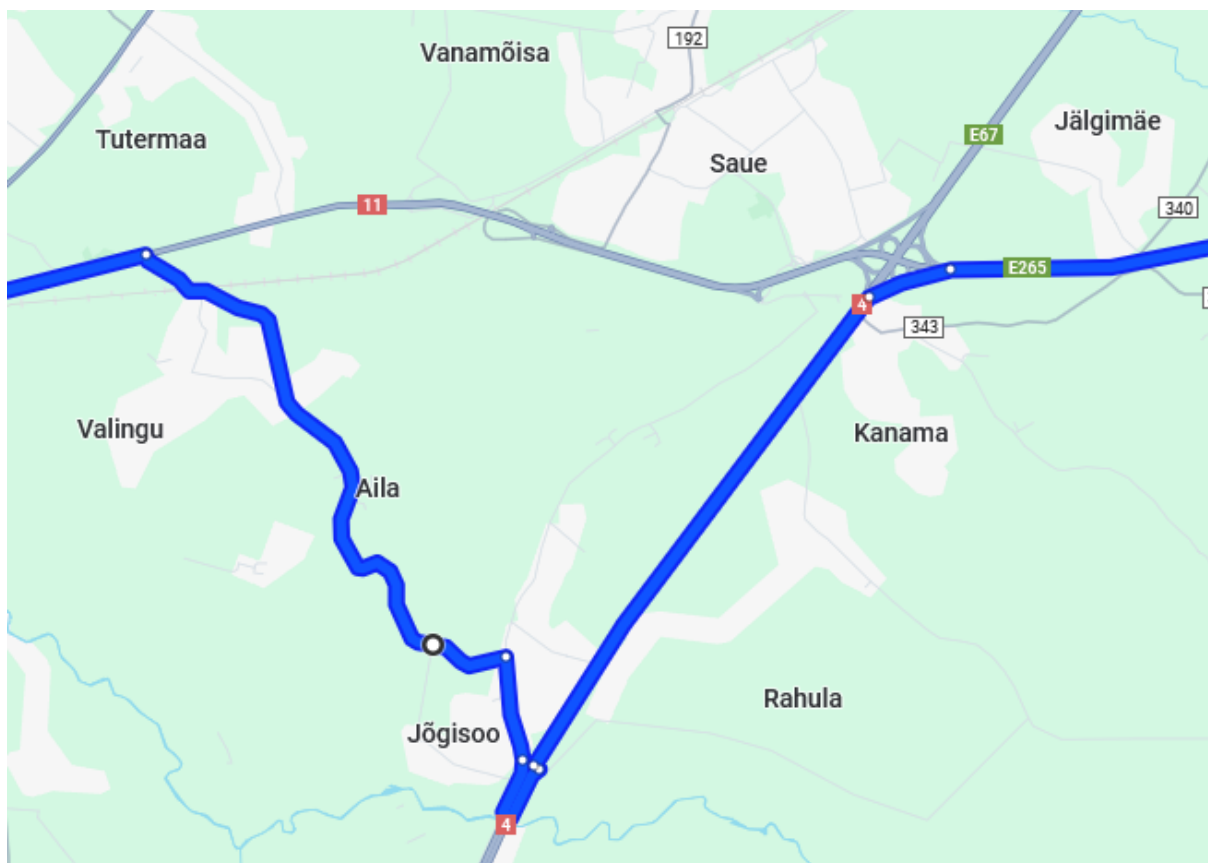 Vanamõisa
192
Tutermaa
Saue
E67
Jälgimäe
11
340
E265
4
343
Valingu
Kanama
Aila
Rahula
Jõgisoo
4